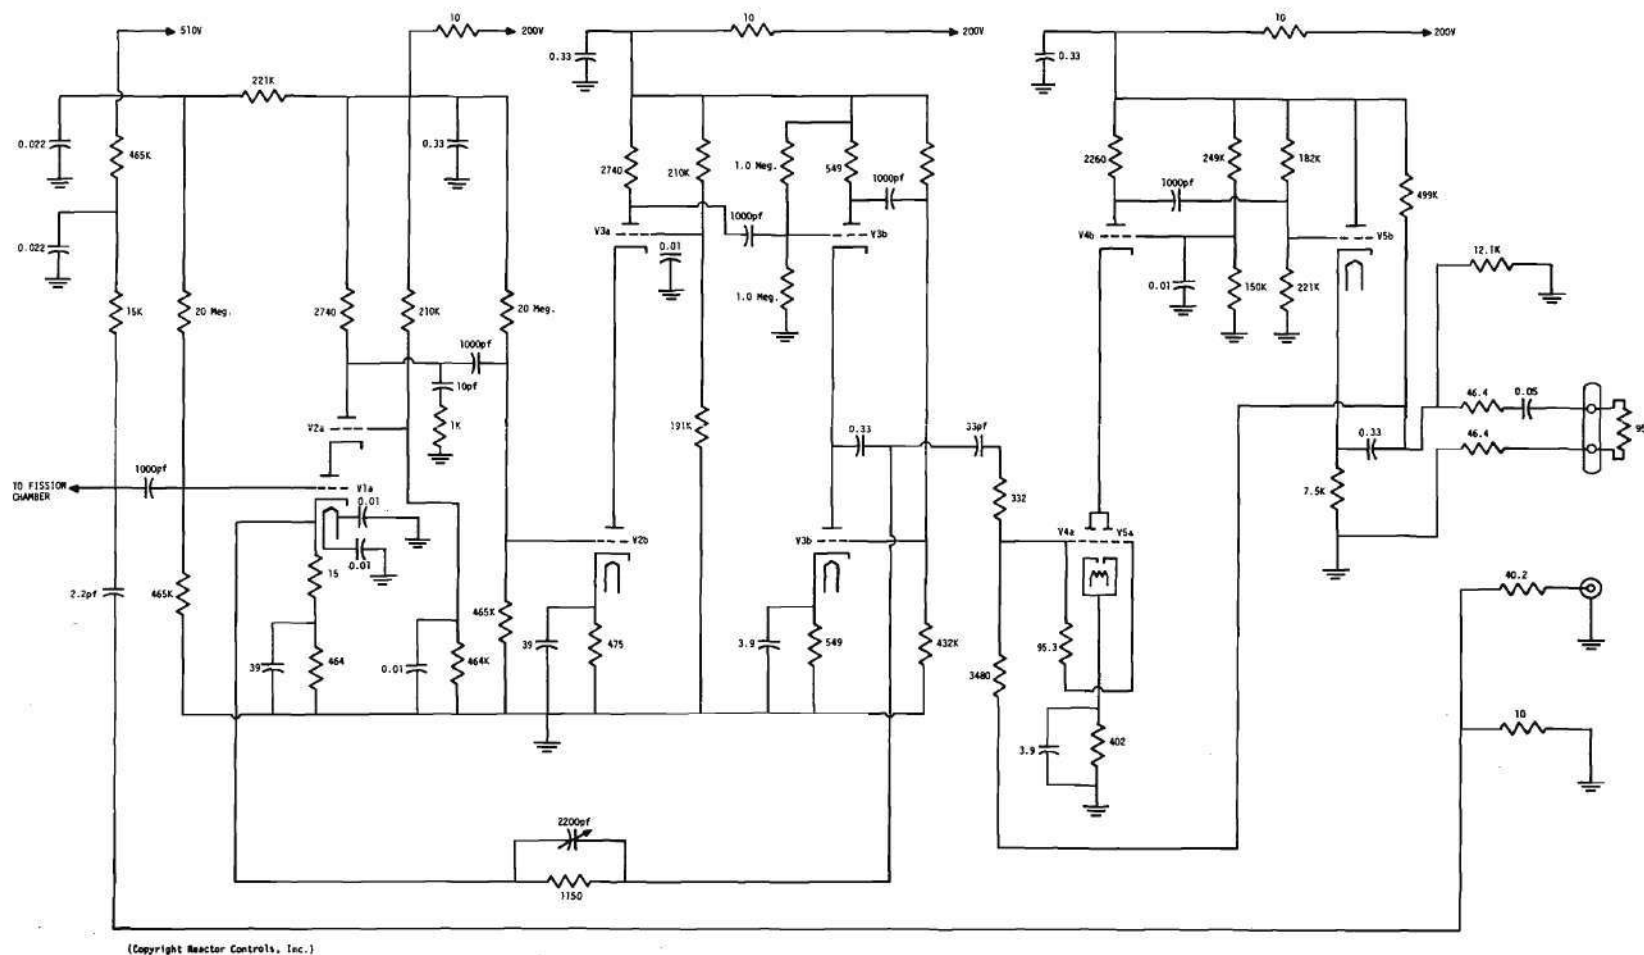 10
10
10
510V
200V
200V
200V
0.33
0.33
221K
0.022
465K
0.33
2740
210K
1.0 Meg.
549
1000pf
2260
249K
182K
1000pf
499K
0.022
1000pf
V3a
V3b
0.01
V4b
V5b
12.1K
15K
20 Meg.
2740
210K
20 Meg.
1.0 Meg.
0.01
150K
221K
1000pf
10pf
1K
191K
46.4
0.05
V2a
0.33
33pf
0.33
46.4
95
1000pf
TO FISSION
CHAMBER
V1a
0.01
332
7.5K
0.01
V2b
V3b
V4a
V5a
15
2.2pf
465K
465K
40.2
39
464
0.01
464K
39
475
3.9
549
432K
3480
95.3
10
3.9
402
2200pf
1150
(Copyright Reactor Controls, Inc.)